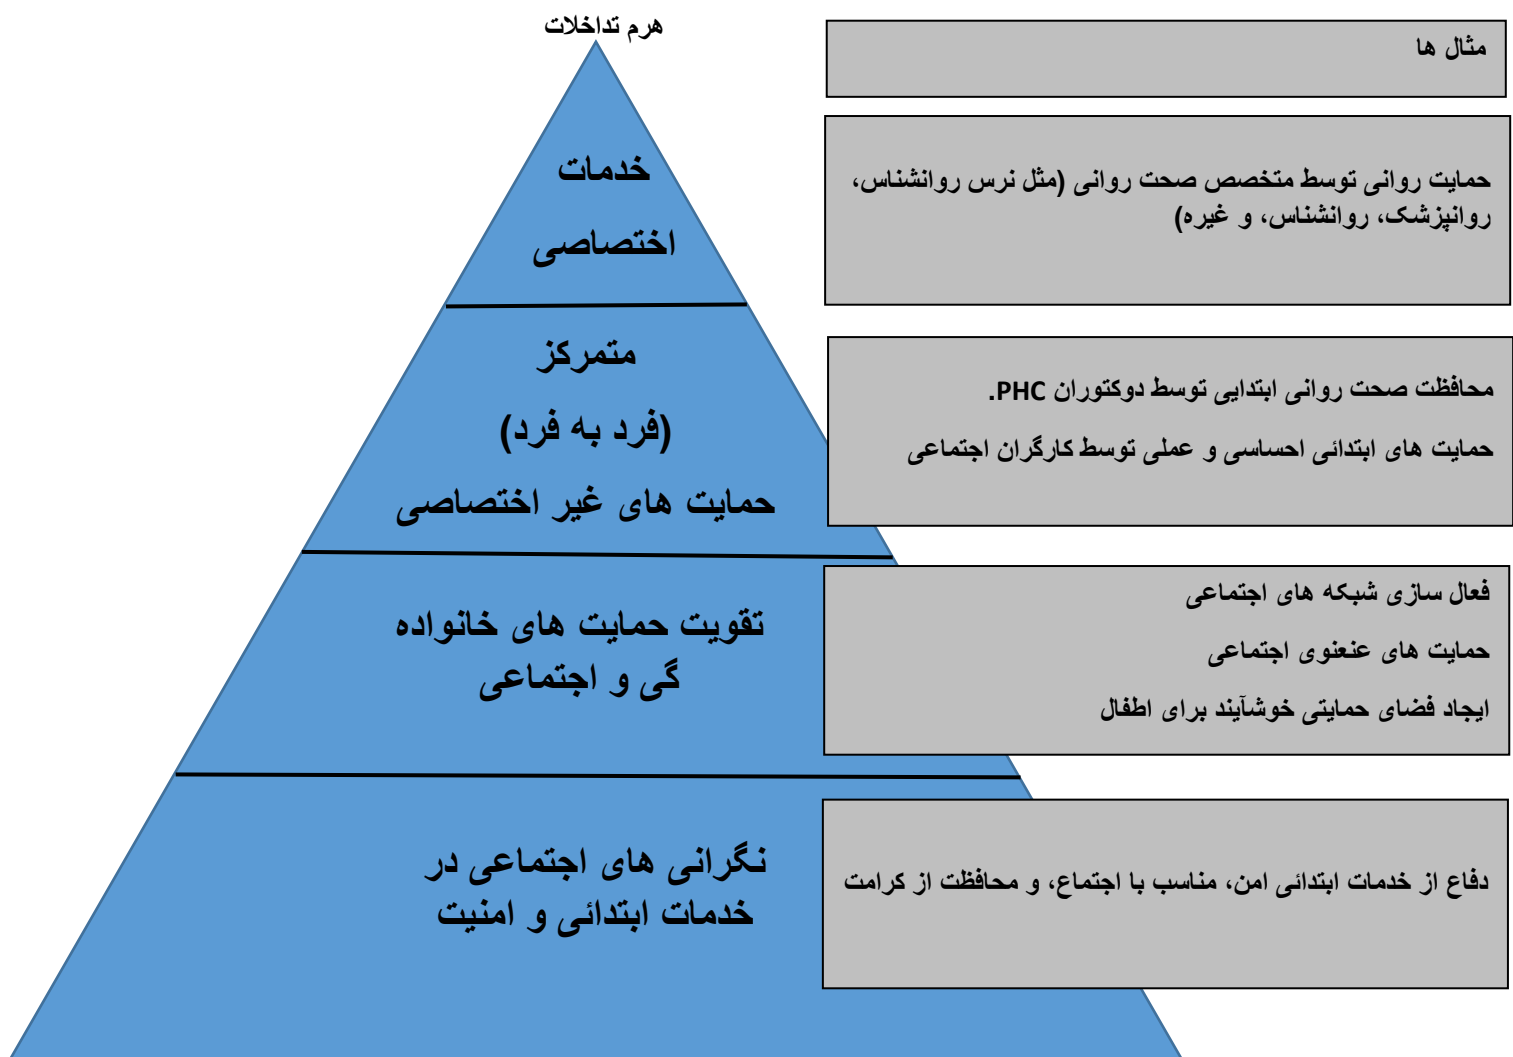 هرم تداخلات
مثال ها
خدمات
اختصاصی
حمایت روانی توسط متخصص صحت روانی (مثل نرس روانشناس،
روانپزشک، روانشناس، و غیره)
متمرکز
(فرد به فرد)
حمایت های غیر اختصاصی
محافظت صحت روانی ابتدایی توسط دوکتوران PHC.
حمایت های ابتدائی احساسی و عملی توسط کارگران اجتماعی
تقویت حمایت های خانواده
گی و اجتماعی
فعال سازی شبکه های اجتماعی
حمایت های عنعنوی اجتماعی
ایجاد فضای حمایتی خوشآیند برای اطفال
نگرانی های اجتماعی در
خدمات ابتدائی و امنیت
دفاع از خدمات ابتدائی امن، مناسب با اجتماع، و محافظت از کرامت